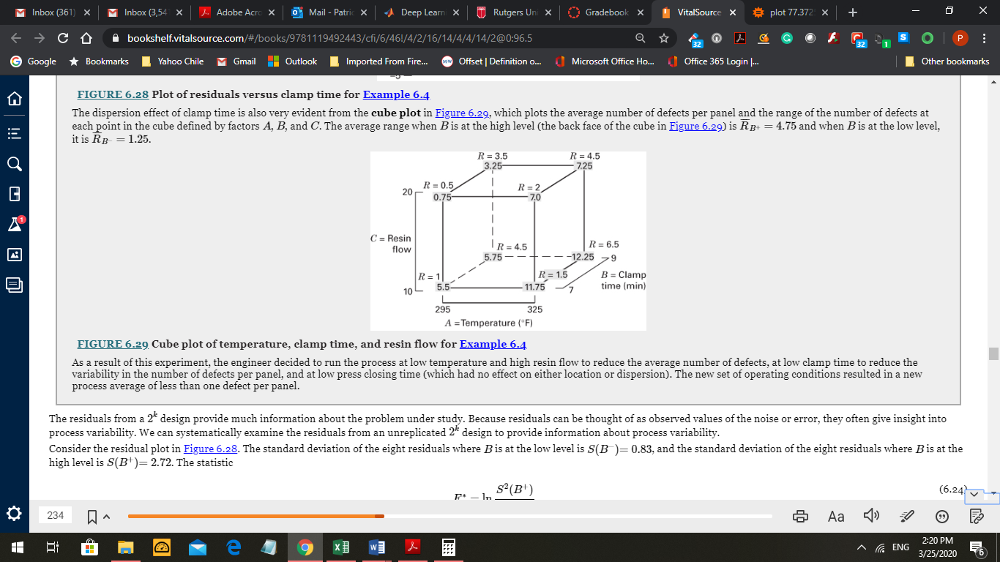 Inbox (361)
Inbox (3,54
Adobe Acro
Mail - Patric
Deep Learn
Rutgers Un
Gradebook
VitalSource
plot 77.372
bookshelf.vitalsource.com/#/books/9781119492443/cfi/6/46!/4/2/16/14/4/4/14/2@0:96.5
32
32
1
S
P
Google
Bookmarks
Yahoo Chile
Gmail
Outlook
Imported From Fire...
Offset | Definition o...
Microsoft Office Ho...
Office 365 Login |...
Other bookmarks
FIGURE 6.28 Plot of residuals versus clamp time for Example 6.4
The dispersion effect of clamp time is also very evident from the cube plot in Figure 6.29, which plots the average number of defects per panel and the range of the number of defects at
each point in the cube defined by factors A, B, and C. The average range when B is at the high level (the back face of the cube in Figure 6.29) is R̅B+ = 4.75 and when B is at the low level,
it is R̅B− = 1.25.
R = 3.5
3.25
R = 4.5
7.25
R = 0.5
0.75
R = 2
7.0
20
C = Resin
flow
R = 4.5
5.75
R = 6.5
12.25
9
R = 1
5.5
R = 1.5
11.75
7
B = Clamp
time (min)
10
295
325
A = Temperature (°F)
FIGURE 6.29 Cube plot of temperature, clamp time, and resin flow for Example 6.4
As a result of this experiment, the engineer decided to run the process at low temperature and high resin flow to reduce the average number of defects, at low clamp time to reduce the
variability in the number of defects per panel, and at low press closing time (which had no effect on either location or dispersion). The new set of operating conditions resulted in a new
process average of less than one defect per panel.
The residuals from a 2^k design provide much information about the problem under study. Because residuals can be thought of as observed values of the noise or error, they often give insight into
process variability. We can systematically examine the residuals from an unreplicated 2^k design to provide information about process variability.
Consider the residual plot in Figure 6.28. The standard deviation of the eight residuals where B is at the low level is S(B−)= 0.83, and the standard deviation of the eight residuals where B is at the
high level is S(B+)= 2.72. The statistic
F* = ln S²(B+)
(6.24)
1
234
Aa
ENG
2:20 PM
3/25/2020
6